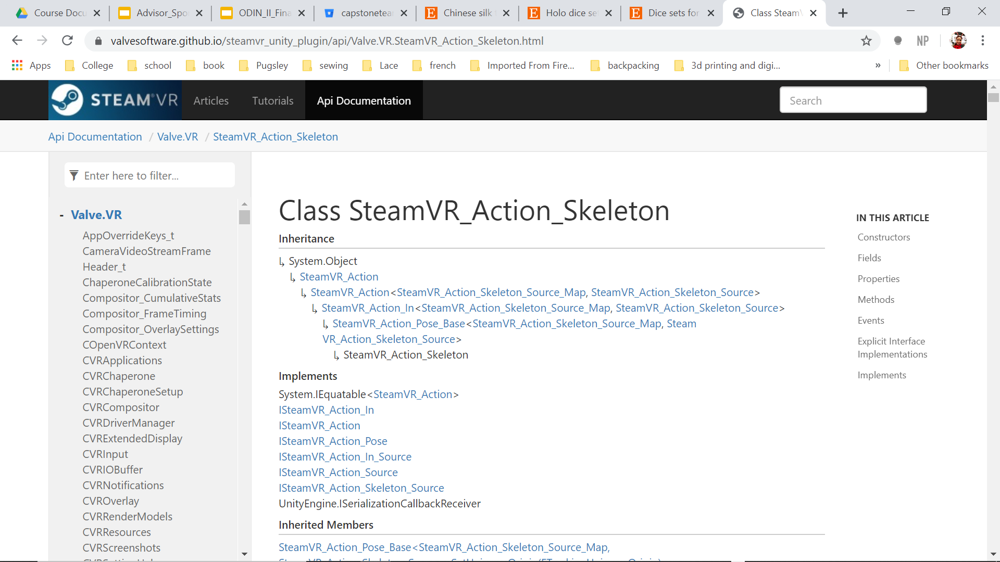 Course Docu
Advisor_Spo
ODIN_II_Fina
capstonetear
Chinese silk
Holo dice se
Dice sets for
Class SteamV
valvesoftware.github.io/steamvr_unity_plugin/api/Valve.VR.SteamVR_Action_Skeleton.html
NP
Apps
College
school
book
Pugsley
sewing
Lace
french
Imported From Fire...
backpacking
3d printing and digi...
»
Other bookmarks
STEAM®VR
Articles
Tutorials
Api Documentation
Search
Api Documentation / Valve.VR / SteamVR_Action_Skeleton
Enter here to filter...
- Valve.VR
AppOverrideKeys_t
CameraVideoStreamFrame
Header_t
ChaperoneCalibrationState
Compositor_CumulativeStats
Compositor_FrameTiming
Compositor_OverlaySettings
COpenVRContext
CVRApplications
CVRChaperone
CVRChaperoneSetup
CVRCompositor
CVRDriverManager
CVRExtendedDisplay
CVRInput
CVRIOBuffer
CVRNotifications
CVROverlay
CVRRenderModels
CVRResources
CVRScreenshots
Class SteamVR_Action_Skeleton
Inheritance
↳ System.Object
↳ SteamVR_Action
↳ SteamVR_Action<SteamVR_Action_Skeleton_Source_Map, SteamVR_Action_Skeleton_Source>
↳ SteamVR_Action_In<SteamVR_Action_Skeleton_Source_Map, SteamVR_Action_Skeleton_Source>
↳ SteamVR_Action_Pose_Base<SteamVR_Action_Skeleton_Source_Map, Steam
VR_Action_Skeleton_Source>
↳ SteamVR_Action_Skeleton
Implements
System.IEquatable<SteamVR_Action>
ISteamVR_Action_In
ISteamVR_Action
ISteamVR_Action_Pose
ISteamVR_Action_In_Source
ISteamVR_Action_Source
ISteamVR_Action_Skeleton_Source
UnityEngine.ISerializationCallbackReceiver
Inherited Members
SteamVR_Action_Pose_Base<SteamVR_Action_Skeleton_Source_Map,
IN THIS ARTICLE
Constructors
Fields
Properties
Methods
Events
Explicit Interface
Implementations
Implements